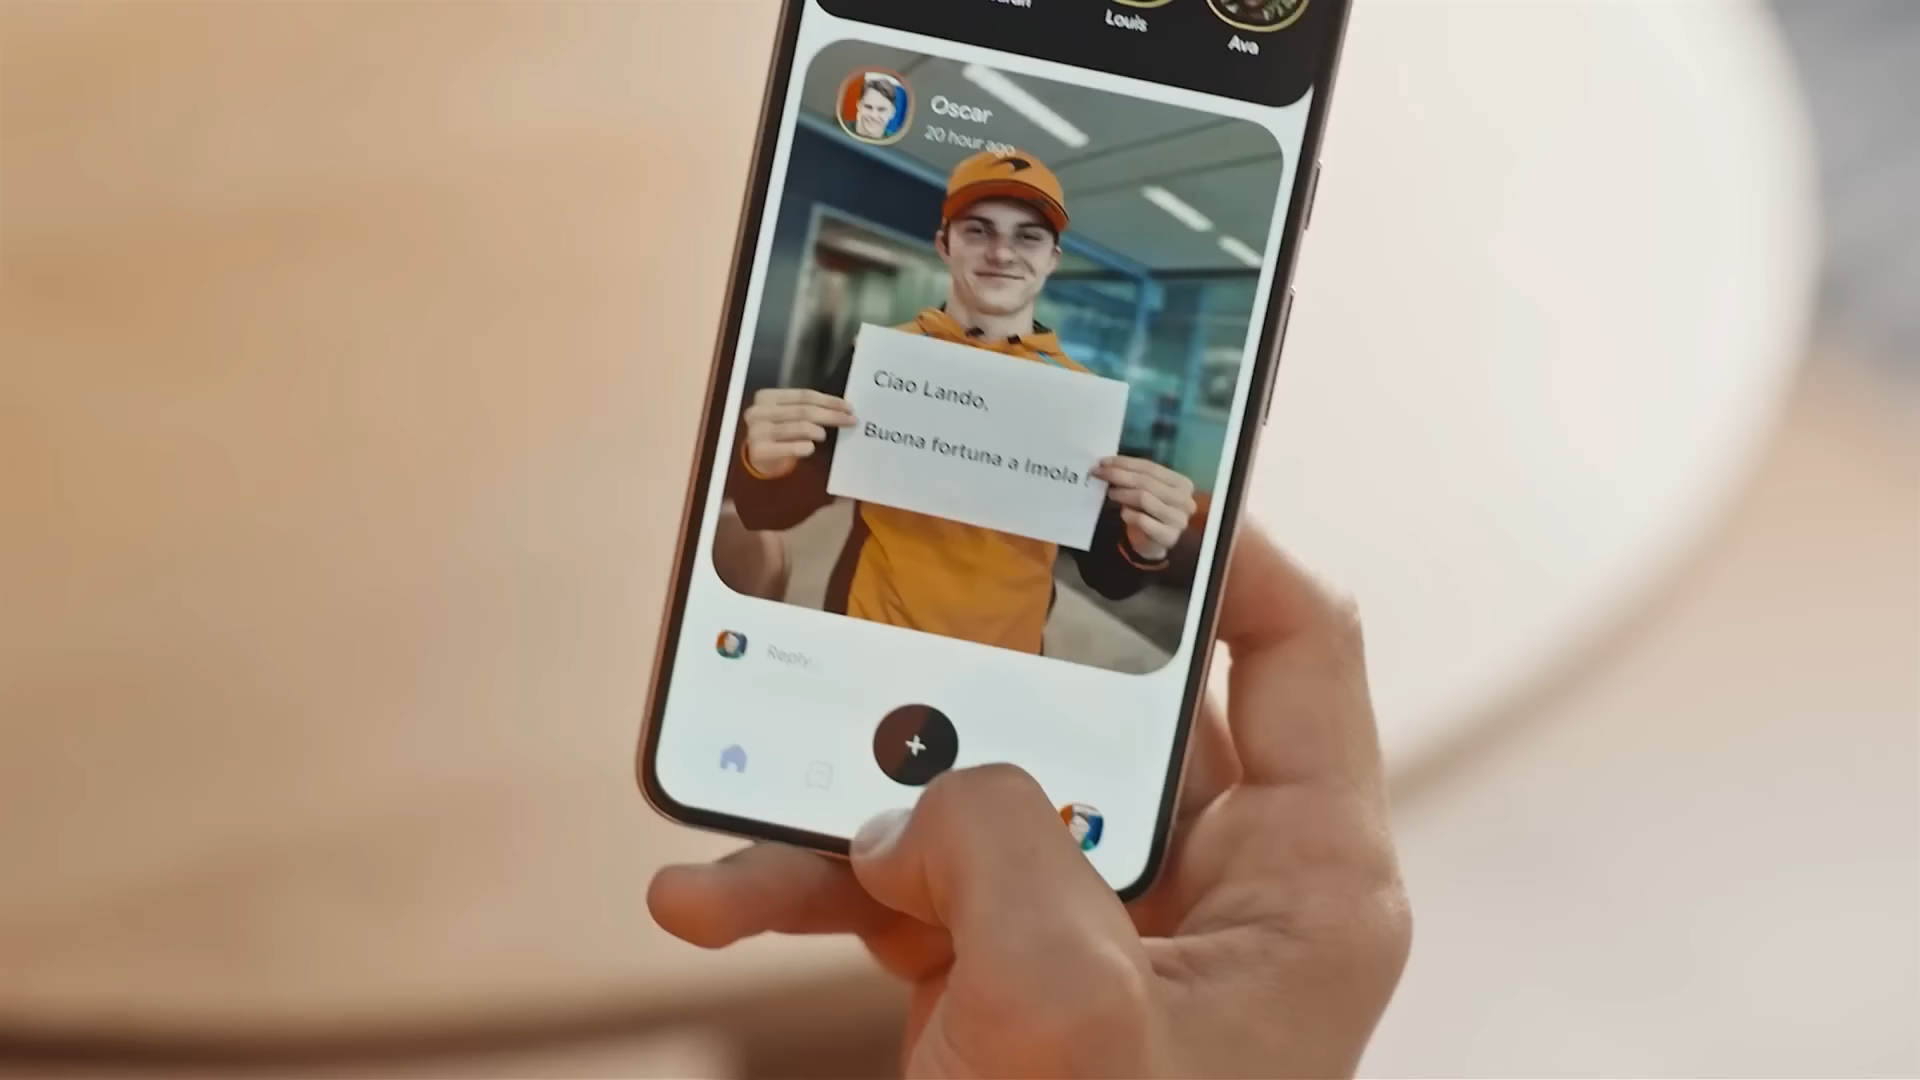 Louis
Ava
Oscar
20 hour ago
Ciao Lando,
Buona fortuna a Imola !
Reply...